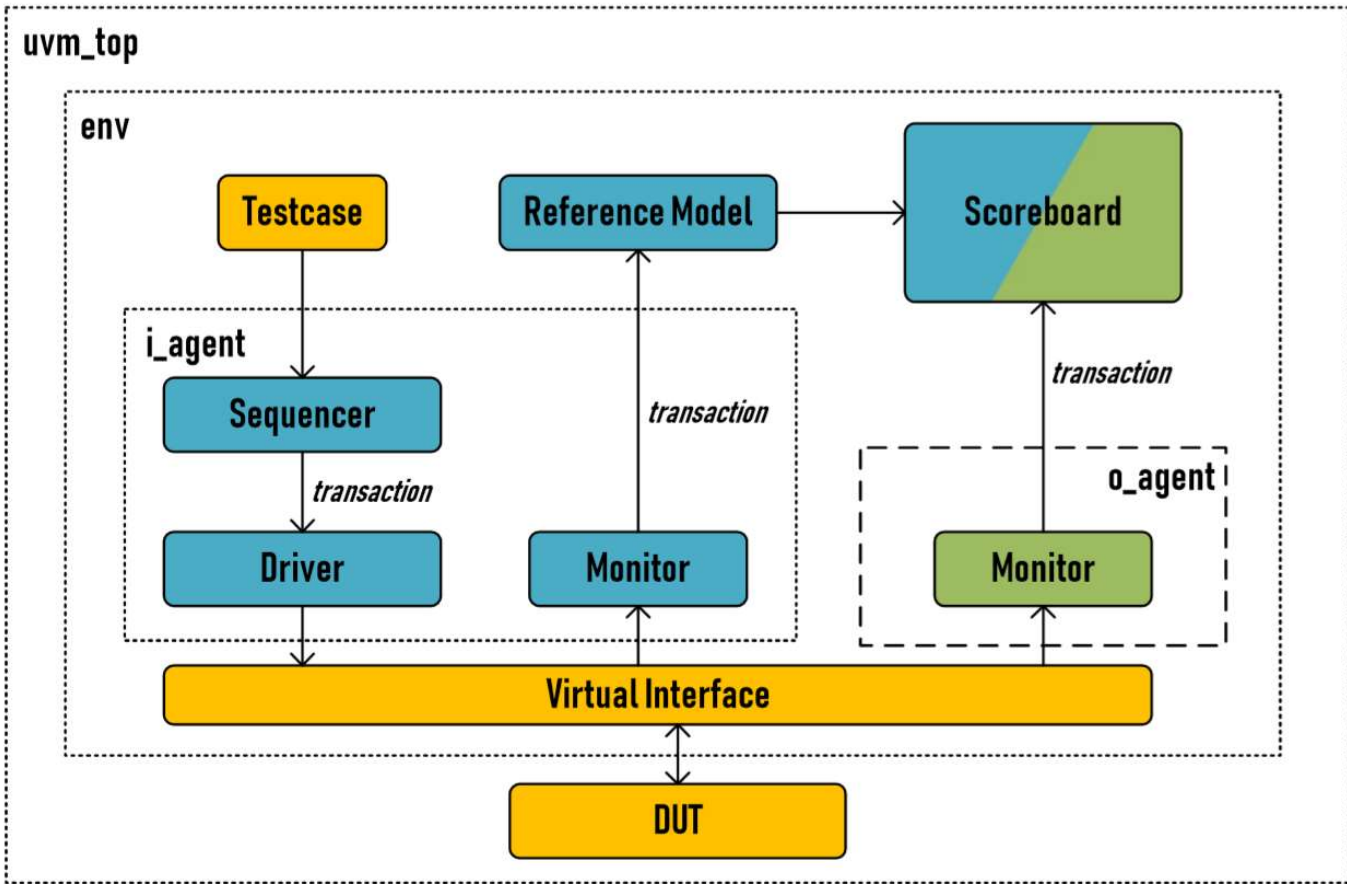 uvm_top
env
Testcase
Reference Model
Scoreboard
i_agent
Sequencer
transaction
transaction
transaction
o_agent
Driver
Monitor
Monitor
Virtual Interface
DUT